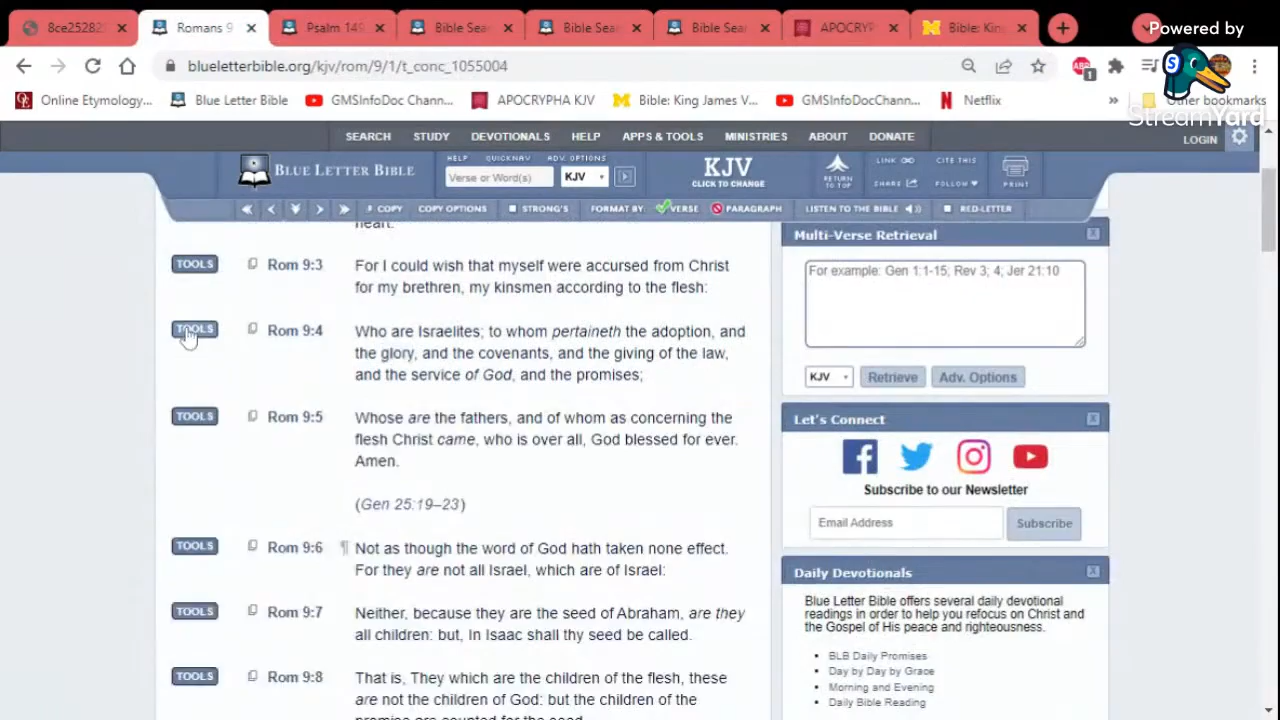 8ce2528
Romans 9
Psalm 149
Bible Sea
Bible Sea
Bible Sea
APOCRYP
Bible: Kin
Powered by
blueletterbible.org/kjv/rom/9/1/t_conc_1055004
ABP
1
S
Online Etymology...
Blue Letter Bible
GMSInfoDoc Chann...
APOCRYPHA KJV
Bible: King James V...
GMSInfoDocChann...
Netflix
»
Other bookmarks
StreamYard
SEARCH STUDY DEVOTIONALS HELP APPS & TOOLS MINISTRIES ABOUT DONATE
LOGIN
BLUE LETTER BIBLE
HELP QUICKNAV ADV. OPTIONS
Verse or Word(s)
KJV
KJV
CLICK TO CHANGE
RETURN
TO TOP
LINK
CITE THIS
SHARE
FOLLOW
PRINT
COPY COPY OPTIONS STRONG'S FORMAT BY VERSE PARAGRAPH LISTEN TO THE BIBLE RED-LETTER
heart.
TOOLS Rom 9:3 For I could wish that myself were accursed from Christ
for my brethren, my kinsmen according to the flesh:
TOOLS Rom 9:4 Who are Israelites; to whom pertaineth the adoption, and
the glory, and the covenants, and the giving of the law,
and the service of God, and the promises;
TOOLS Rom 9:5 Whose are the fathers, and of whom as concerning the
flesh Christ came, who is over all, God blessed for ever.
Amen.
(Gen 25:19–23)
TOOLS Rom 9:6 ¶ Not as though the word of God hath taken none effect.
For they are not all Israel, which are of Israel:
TOOLS Rom 9:7 Neither, because they are the seed of Abraham, are they
all children: but, In Isaac shall thy seed be called.
TOOLS Rom 9:8 That is, They which are the children of the flesh, these
are not the children of God: but the children of the
promise are counted for the seed.
Multi-Verse Retrieval
For example: Gen 1:1-15; Rev 3; 4; Jer 21:10
KJV
Retrieve
Adv. Options
Let's Connect
Subscribe to our Newsletter
Email Address
Subscribe
Daily Devotionals
Blue Letter Bible offers several daily devotional
readings in order to help you refocus on Christ and
the Gospel of His peace and righteousness.
• BLB Daily Promises
• Day by Day by Grace
• Morning and Evening
• Daily Bible Reading